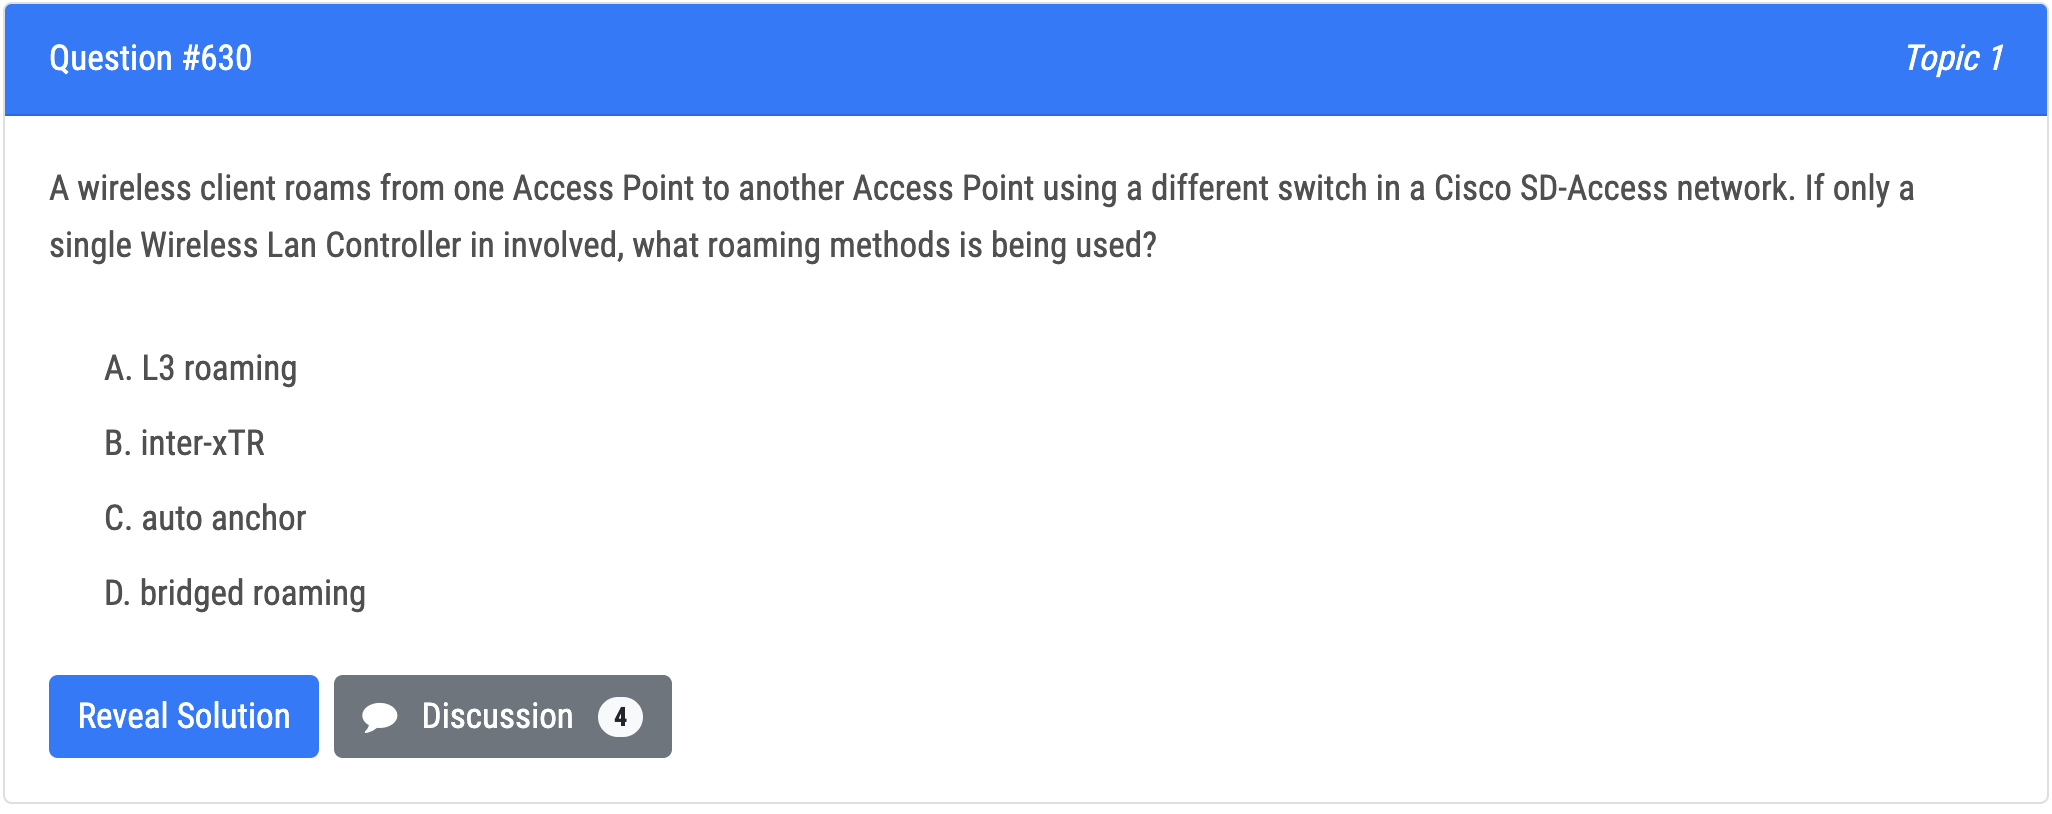 Question #630
Topic 1
A wireless client roams from one Access Point to another Access Point using a different switch in a Cisco SD-Access network. If only a
single Wireless Lan Controller in involved, what roaming methods is being used?
A. L3 roaming
B. inter-xTR
C. auto anchor
D. bridged roaming
Reveal Solution
Discussion 4